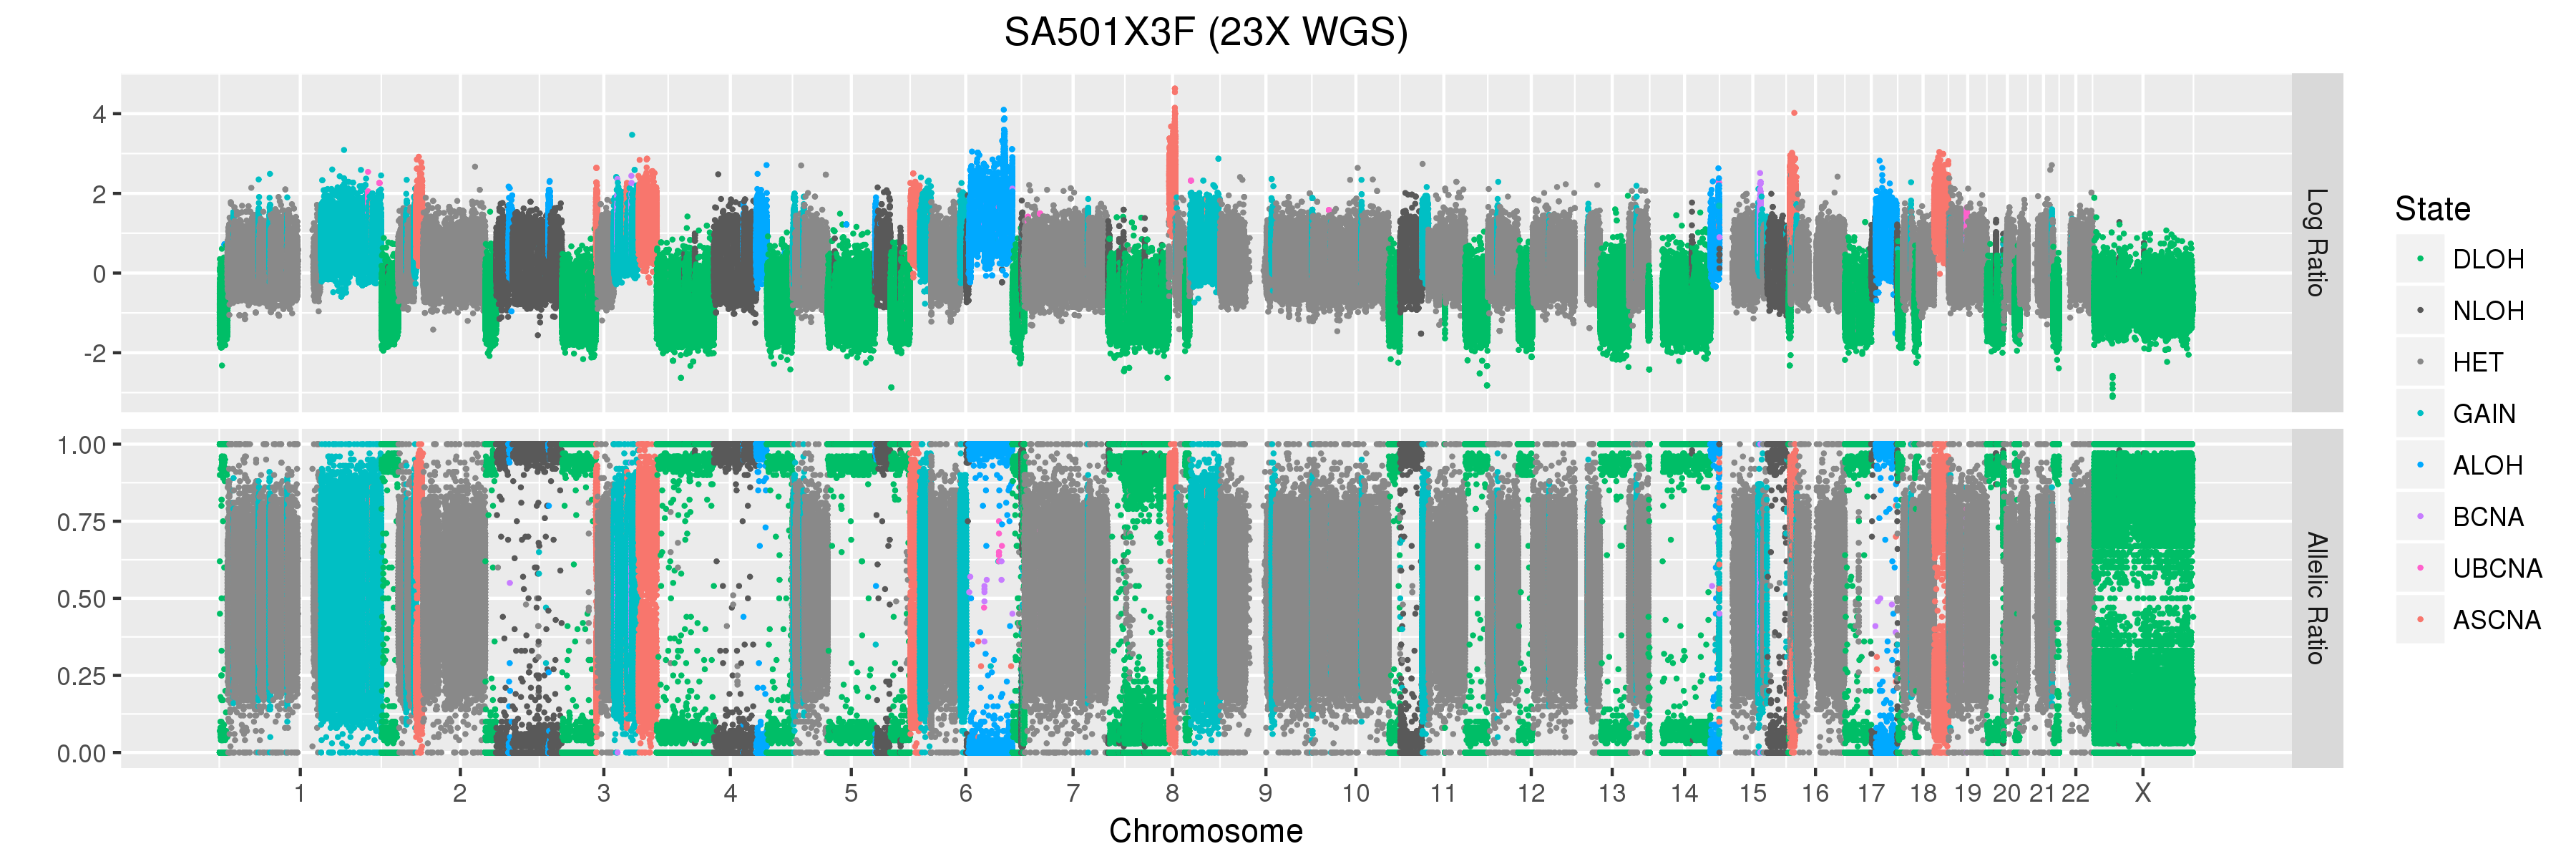 SA501X3F (23X WGS)
4
2
0
-2
Log Ratio
1.00
0.75
0.50
0.25
0.00
Allelic Ratio
1 2 3 4 5 6 7 8 9 10 11 12 13 14 15 16 17 18 19 20 21 22 X
Chromosome
State
DLOH
NLOH
HET
GAIN
ALOH
BCNA
UBCNA
ASCNA